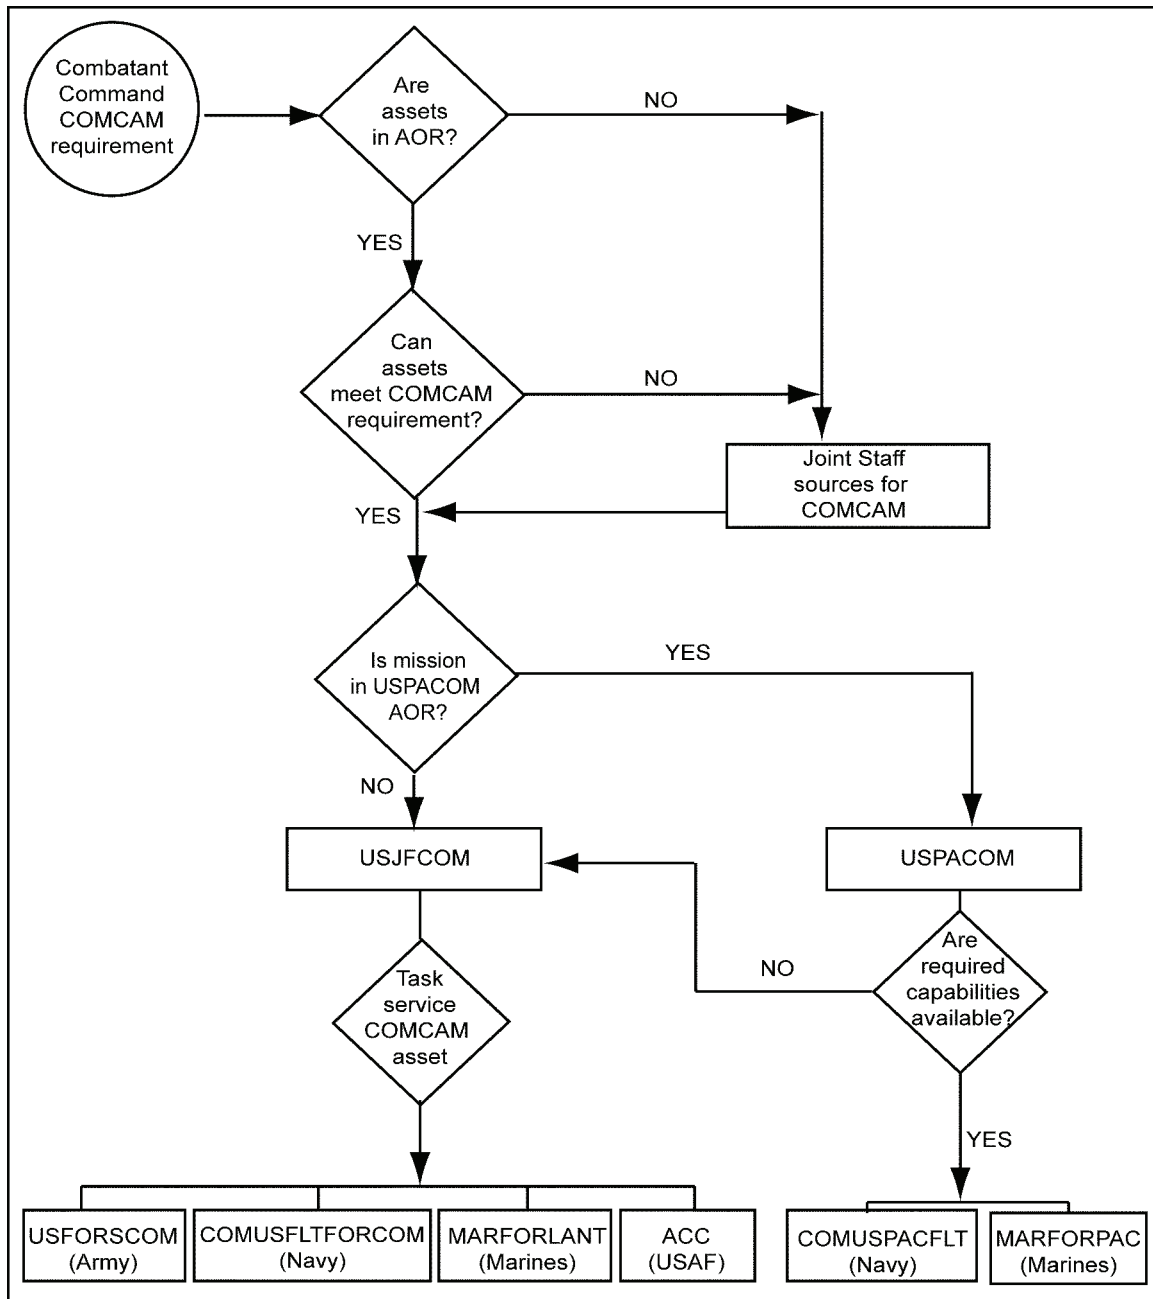 Combatant
Command
COMCAM
requirement
Are
assets
in AOR?
NO
YES
Can
assets
meet COMCAM
requirement?
NO
Joint Staff
sources for
COMCAM
YES
Is mission
in USPACOM
AOR?
YES
NO
USJFCOM
USPACOM
Are
required
capabilities
available?
NO
Task
service
COMCAM
asset
YES
USFORSCOM
(Army)
COMUSFLTFORCOM
(Navy)
MARFORLANT
(Marines)
ACC
(USAF)
COMUSPACFLT
(Navy)
MARFORPAC
(Marines)